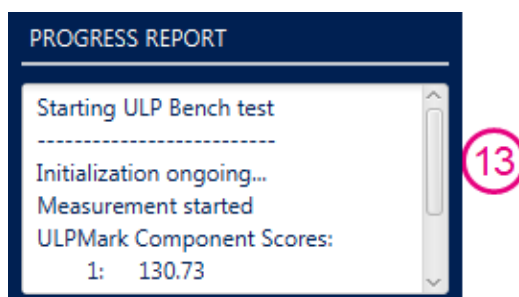 PROGRESS REPORT
Starting ULP Bench test
--------------------------
Initialization ongoing...
Measurement started
ULPMark Component Scores:
1: 130.73
13